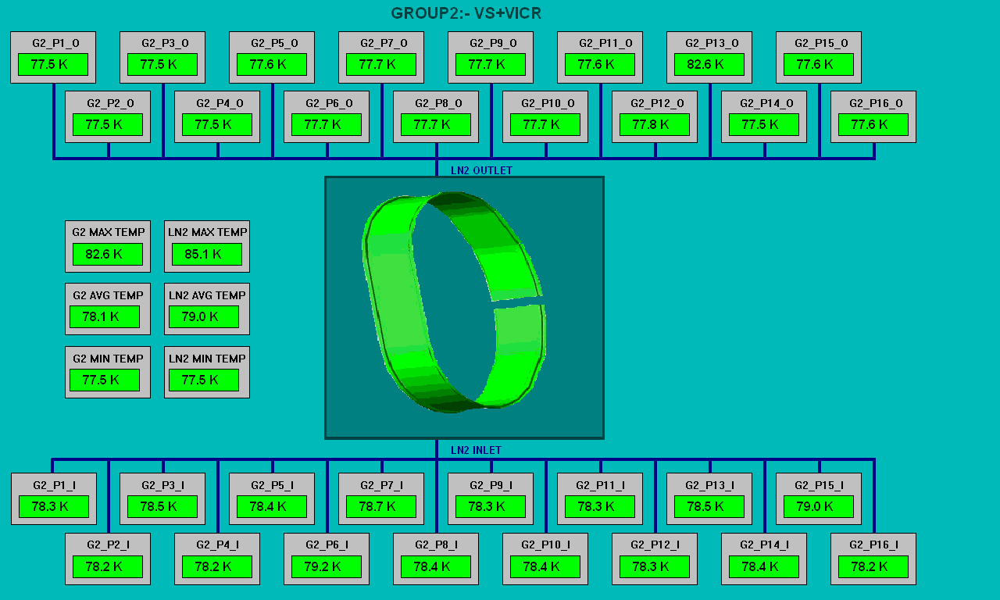 GROUP2:- VS+VICR
G2_P1_O G2_P3_O G2_P5_O G2_P7_O G2_P9_O G2_P11_O G2_P13_O G2_P15_O
77.5 K 77.5 K 77.6 K 77.7 K 77.7 K 77.6 K 82.6 K 77.6 K
G2_P2_O G2_P4_O G2_P6_O G2_P8_O G2_P10_O G2_P12_O G2_P14_O G2_P16_O
77.5 K 77.5 K 77.7 K 77.7 K 77.7 K 77.8 K 77.5 K 77.6 K
LN2 OUTLET
G2 MAX TEMP LN2 MAX TEMP
82.6 K 85.1 K
G2 AVG TEMP LN2 AVG TEMP
78.1 K 79.0 K
G2 MIN TEMP LN2 MIN TEMP
77.5 K 77.5 K
LN2 INLET
G2_P1_I G2_P3_I G2_P5_I G2_P7_I G2_P9_I G2_P11_I G2_P13_I G2_P15_I
78.3 K 78.5 K 78.4 K 78.7 K 78.3 K 78.3 K 78.5 K 79.0 K
G2_P2_I G2_P4_I G2_P6_I G2_P8_I G2_P10_I G2_P12_I G2_P14_I G2_P16_I
78.2 K 78.2 K 79.2 K 78.4 K 78.4 K 78.3 K 78.4 K 78.2 K